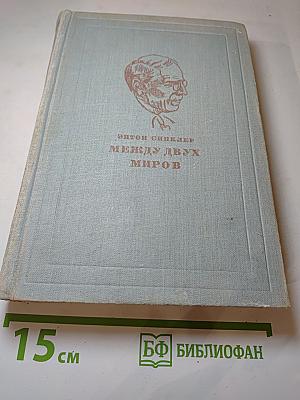 ЭПТОН СИНКЛЕР
МЕЖДУ ДВУХ
МИРОВ
15 СМ
БФ БИБЛИОФАН